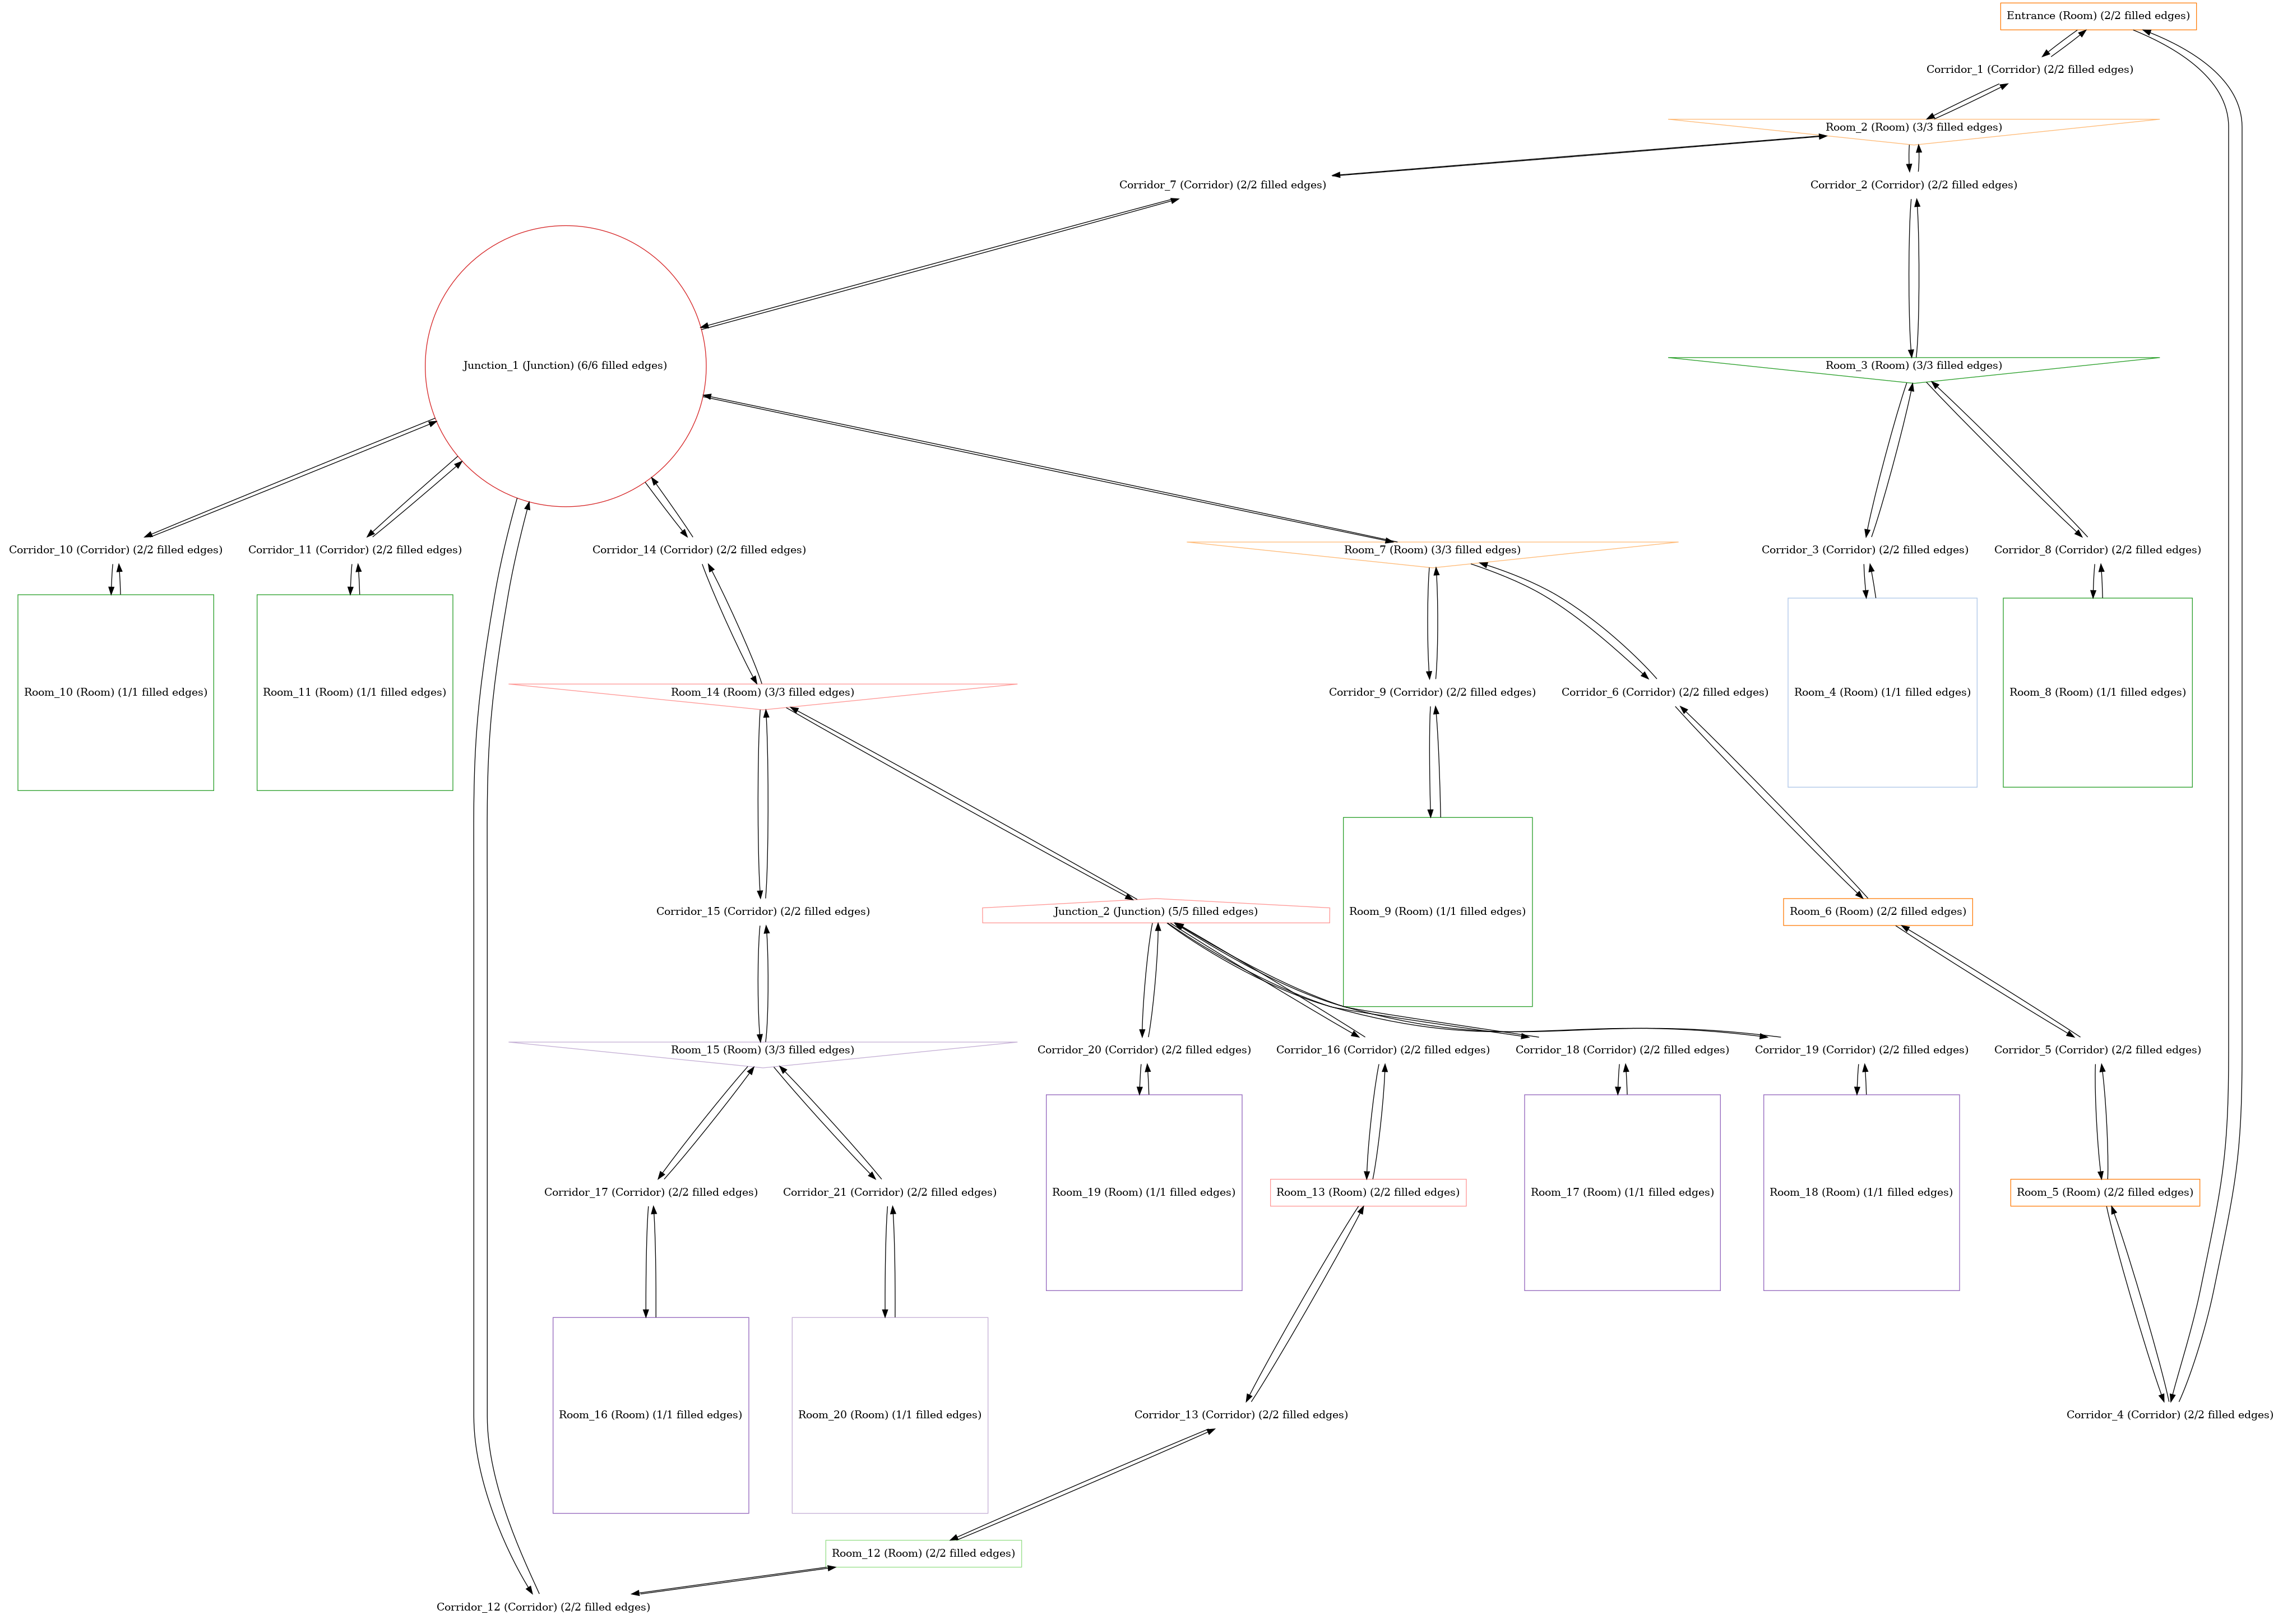 Entrance (Room) (2/2 filled edges)
Corridor_1 (Corridor) (2/2 filled edges)
Room_2 (Room) (3/3 filled edges)
Corridor_7 (Corridor) (2/2 filled edges)
Corridor_2 (Corridor) (2/2 filled edges)
Junction_1 (Junction) (6/6 filled edges)
Room_3 (Room) (3/3 filled edges)
Corridor_10 (Corridor) (2/2 filled edges)
Corridor_11 (Corridor) (2/2 filled edges)
Corridor_14 (Corridor) (2/2 filled edges)
Room_7 (Room) (3/3 filled edges)
Corridor_3 (Corridor) (2/2 filled edges)
Corridor_8 (Corridor) (2/2 filled edges)
Room_10 (Room) (1/1 filled edges)
Room_11 (Room) (1/1 filled edges)
Room_14 (Room) (3/3 filled edges)
Corridor_9 (Corridor) (2/2 filled edges)
Corridor_6 (Corridor) (2/2 filled edges)
Room_4 (Room) (1/1 filled edges)
Room_8 (Room) (1/1 filled edges)
Corridor_15 (Corridor) (2/2 filled edges)
Junction_2 (Junction) (5/5 filled edges)
Room_9 (Room) (1/1 filled edges)
Room_6 (Room) (2/2 filled edges)
Room_15 (Room) (3/3 filled edges)
Corridor_20 (Corridor) (2/2 filled edges)
Corridor_16 (Corridor) (2/2 filled edges)
Corridor_18 (Corridor) (2/2 filled edges)
Corridor_19 (Corridor) (2/2 filled edges)
Corridor_5 (Corridor) (2/2 filled edges)
Corridor_17 (Corridor) (2/2 filled edges)
Corridor_21 (Corridor) (2/2 filled edges)
Room_19 (Room) (1/1 filled edges)
Room_13 (Room) (2/2 filled edges)
Room_17 (Room) (1/1 filled edges)
Room_18 (Room) (1/1 filled edges)
Room_5 (Room) (2/2 filled edges)
Room_16 (Room) (1/1 filled edges)
Room_20 (Room) (1/1 filled edges)
Corridor_13 (Corridor) (2/2 filled edges)
Corridor_4 (Corridor) (2/2 filled edges)
Room_12 (Room) (2/2 filled edges)
Corridor_12 (Corridor) (2/2 filled edges)